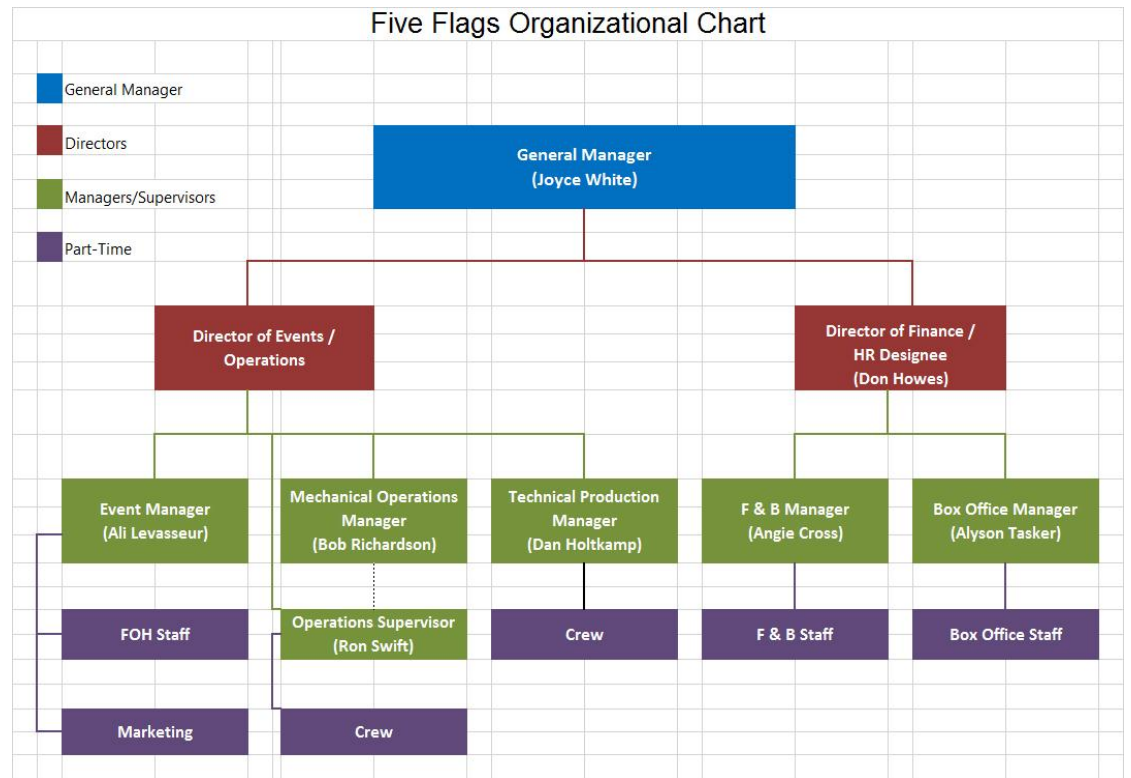 Five Flags Organizational Chart
General Manager
Directors
Managers/Supervisors
Part-Time
General Manager
(Joyce White)
Director of Events /
Operations
Director of Finance /
HR Designee
(Don Howes)
Event Manager
(Ali Levasseur)
Mechanical Operations
Manager
(Bob Richardson)
Technical Production
Manager
(Dan Holtkamp)
F & B Manager
(Angie Cross)
Box Office Manager
(Alyson Tasker)
FOH Staff
Operations Supervisor
(Ron Swift)
Crew
F & B Staff
Box Office Staff
Marketing
Crew